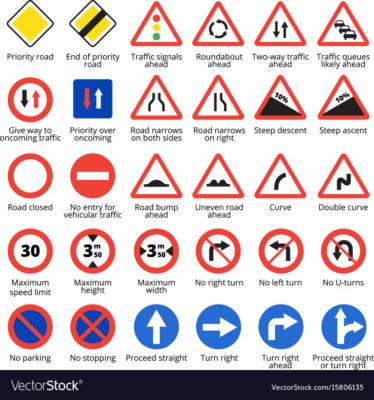 Priority road
End of priority
road
Traffic signals
ahead
Roundabout
ahead
Two-way traffic
ahead
Traffic queues
likely ahead
Give way to
oncoming traffic
Priority over
oncoming
Road narrows
on both sides
Road narrows
on right
10%
Steep descent
10%
Steep ascent
Road closed
No entry for
vehicular traffic
Road bump
ahead
Uneven road
ahead
Curve
Double curve
30
Maximum
speed limit
3 m 50
Maximum
height
3 m 50
Maximum
width
No right turn
No left turn
No U-turns
No parking
No stopping
Proceed straight
Turn right
Turn right
ahead
Proceed straight
or turn right
VectorStock®
VectorStock.com/15806135